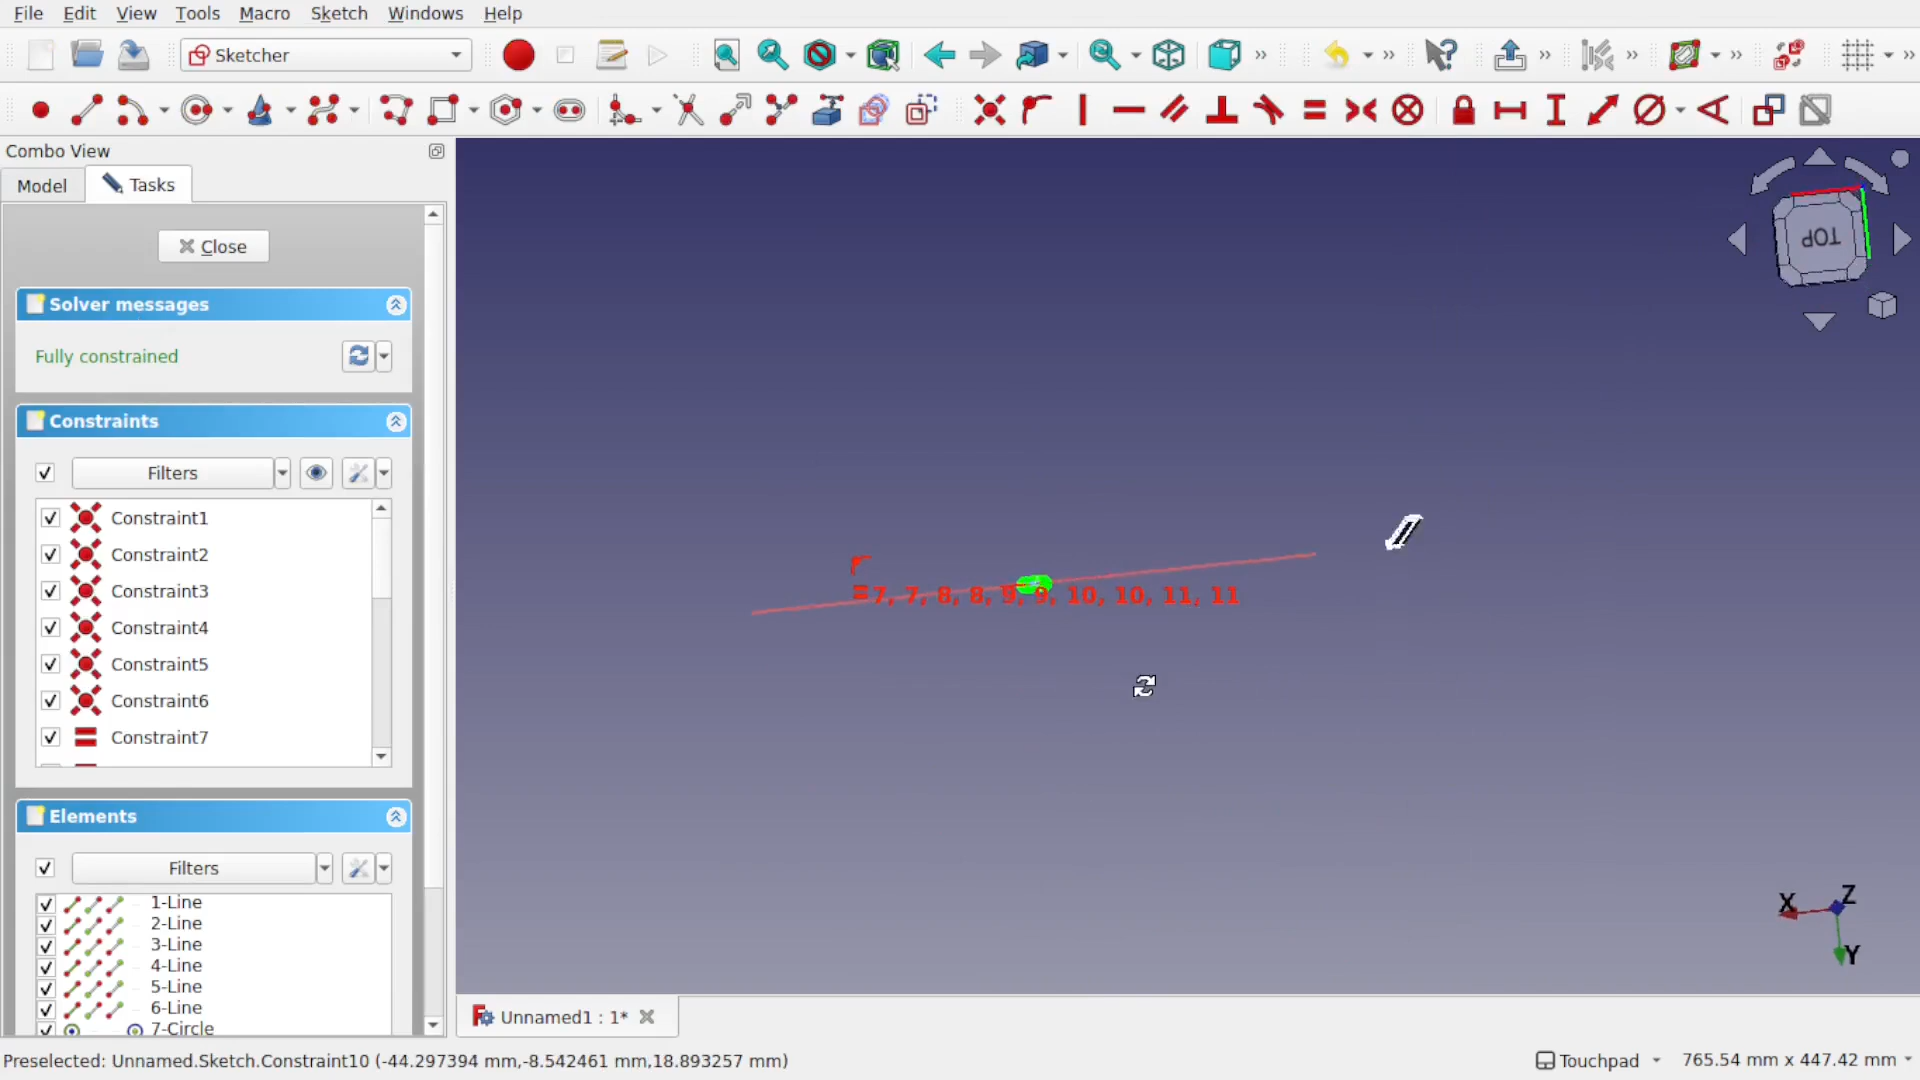 File Edit View Tools Macro Sketch Windows Help
Sketcher
Combo View
Model
Tasks
Close
Solver messages
Fully constrained
Constraints
Filters
Constraint1
Constraint2
Constraint3
Constraint4
Constraint5
Constraint6
Constraint7
Elements
Filters
1-Line
2-Line
3-Line
4-Line
5-Line
6-Line
7-Circle
7, 7, 8, 8, 9, 9, 10, 10, 11, 11
TOP
X
Z
Y
Unnamed1 : 1*
Preselected: Unnamed.Sketch.Constraint10 (-44.297394 mm,-8.542461 mm,18.893257 mm)
Touchpad
765.54 mm x 447.42 mm